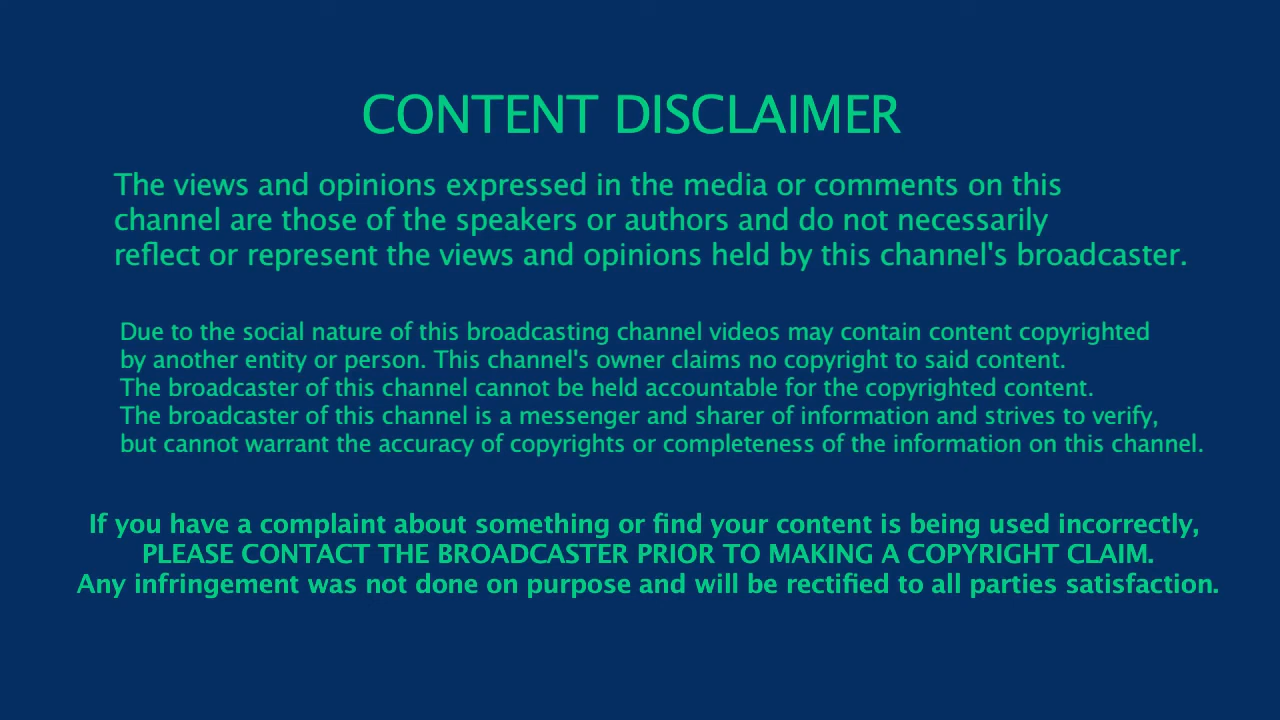 CONTENT DISCLAIMER
The views and opinions expressed in the media or comments on this
channel are those of the speakers or authors and do not necessarily
reflect or represent the views and opinions held by this channel's broadcaster.
Due to the social nature of this broadcasting channel videos may contain content copyrighted
by another entity or person. This channel's owner claims no copyright to said content.
The broadcaster of this channel cannot be held accountable for the copyrighted content.
The broadcaster of this channel is a messenger and sharer of information and strives to verify,
but cannot warrant the accuracy of copyrights or completeness of the information on this channel.
If you have a complaint about something or find your content is being used incorrectly,
PLEASE CONTACT THE BROADCASTER PRIOR TO MAKING A COPYRIGHT CLAIM.
Any infringement was not done on purpose and will be rectified to all parties satisfaction.